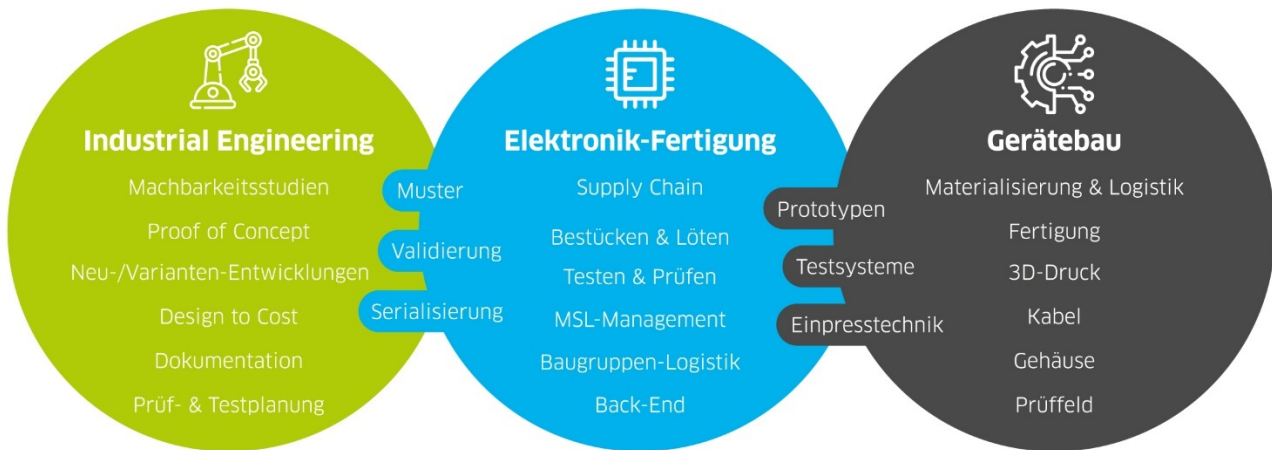 Industrial Engineering
Machbarkeitsstudien
Proof of Concept
Neu-/Varianten-Entwicklungen
Design to Cost
Dokumentation
Prüf- & Testplanung
Muster
Validierung
Serialisierung
Elektronik-Fertigung
Supply Chain
Bestücken & Löten
Testen & Prüfen
MSL-Management
Baugruppen-Logistik
Back-End
Prototypen
Testsysteme
Einpresstechnik
Gerätebau
Materialisierung & Logistik
Fertigung
3D-Druck
Kabel
Gehäuse
Prüffeld